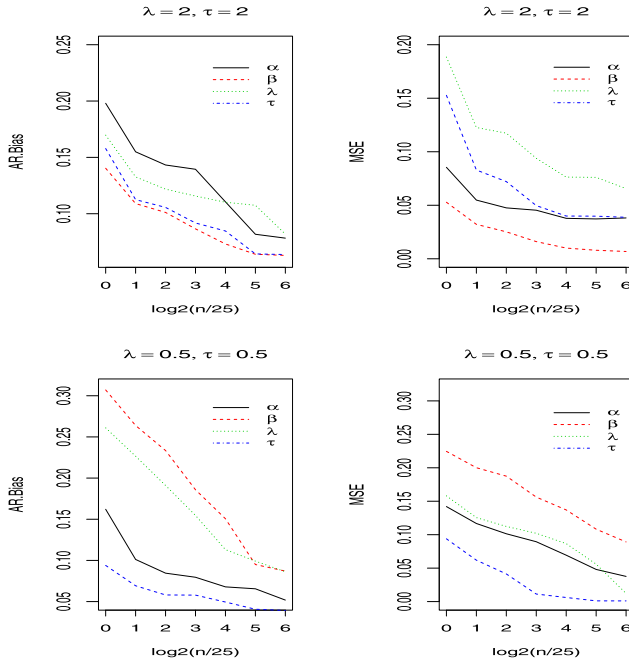 λ = 2, τ = 2
AR.Bias
0.10 0.15 0.20 0.25
α
β
λ
τ
0 1 2 3 4 5 6
log2(n/25)
λ = 2, τ = 2
MSE
0.00 0.05 0.10 0.15 0.20
α
β
λ
τ
0 1 2 3 4 5 6
log2(n/25)
λ = 0.5, τ = 0.5
AR.Bias
0.05 0.10 0.15 0.20 0.25 0.30
α
β
λ
τ
0 1 2 3 4 5 6
log2(n/25)
λ = 0.5, τ = 0.5
MSE
0.00 0.05 0.10 0.15 0.20 0.25 0.30
α
β
λ
τ
0 1 2 3 4 5 6
log2(n/25)